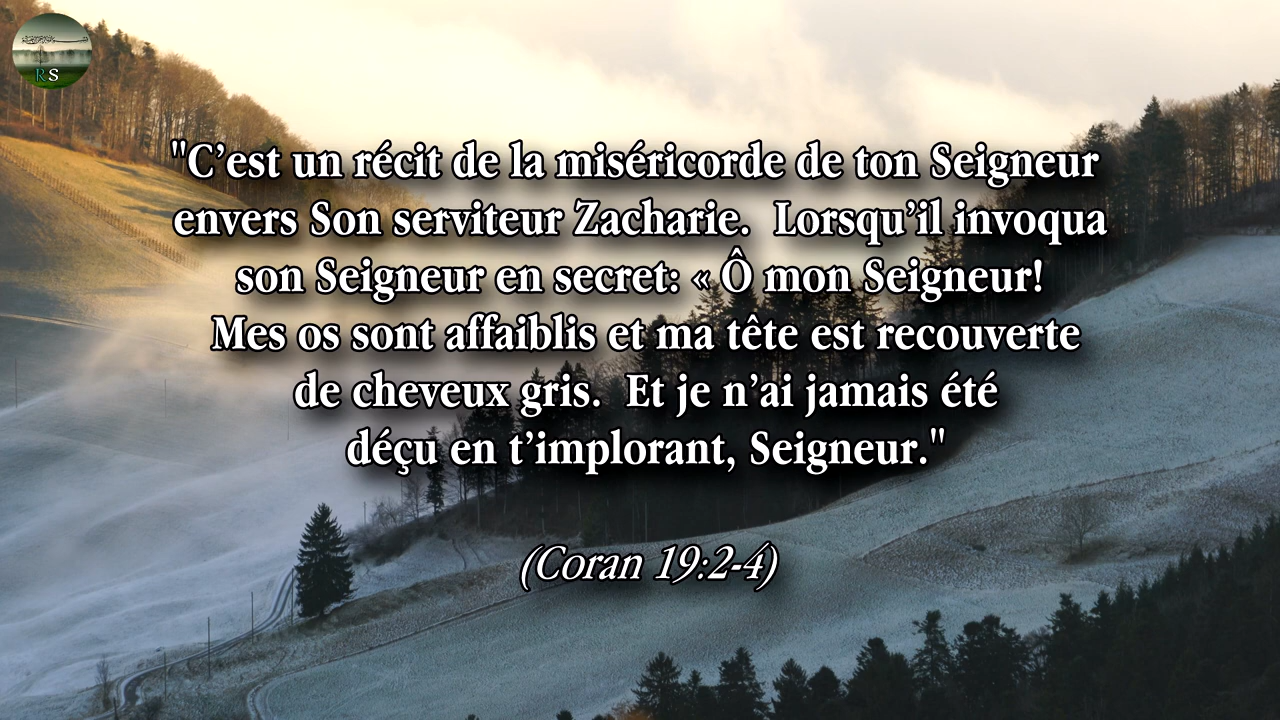 RS
"C’est un récit de la miséricorde de ton Seigneur
envers Son serviteur Zacharie.  Lorsqu’il invoqua
son Seigneur en secret: « Ô mon Seigneur!
Mes os sont affaiblis et ma tête est recouverte
de cheveux gris.  Et je n’ai jamais été
déçu en t’implorant, Seigneur."
(Coran 19:2-4)